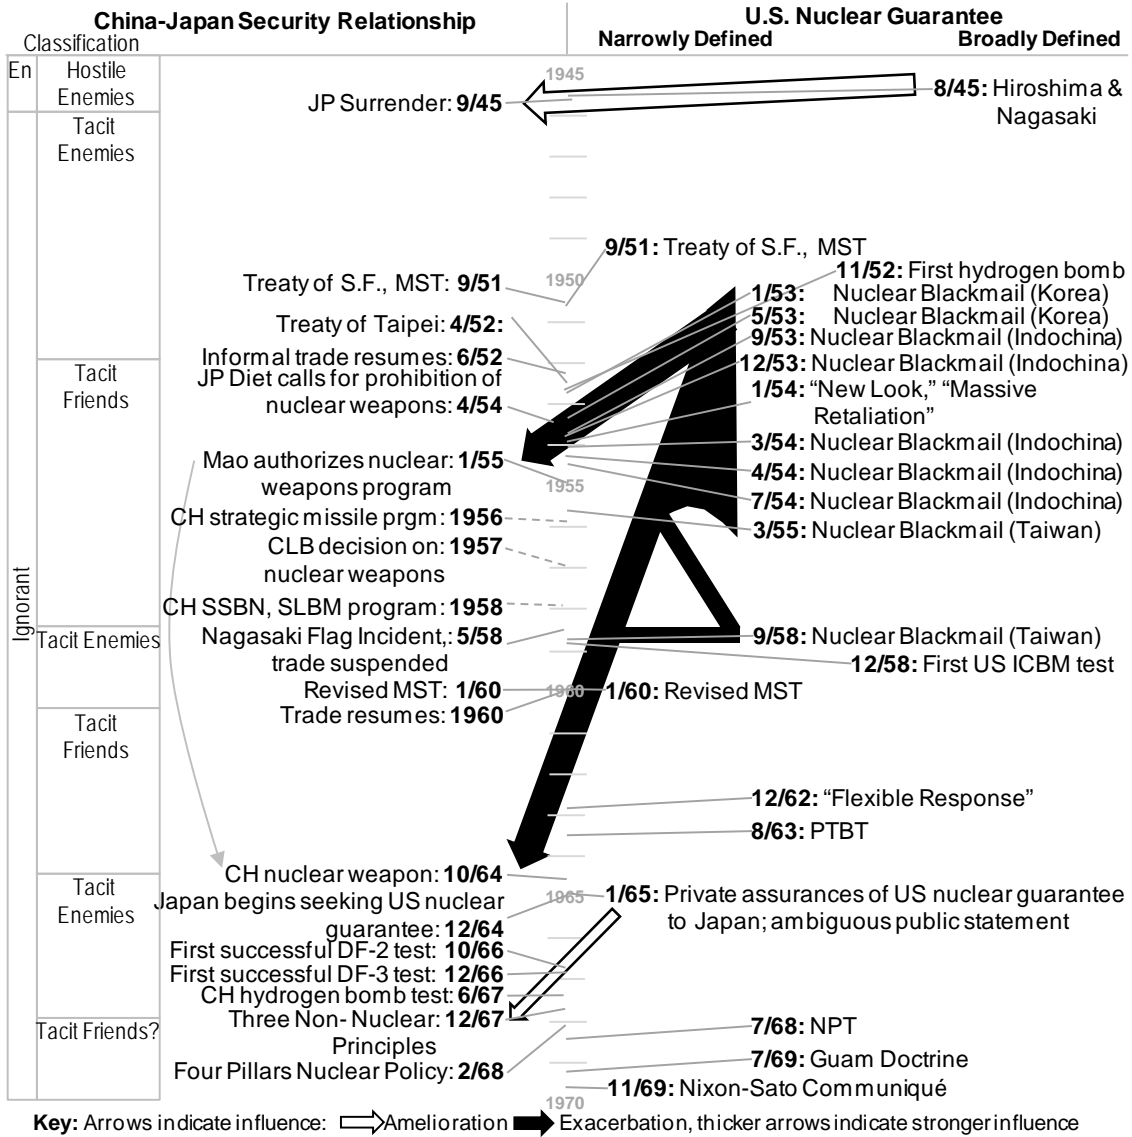 China-Japan Security Relationship
U.S. Nuclear Guarantee
Classification
Narrowly Defined
Broadly Defined
En
Hostile
Enemies
1945
JP Surrender: 9/45
8/45: Hiroshima &
Nagasaki
Ignorant
Tacit
Enemies
9/51: Treaty of S.F., MST
1950
Treaty of S.F., MST: 9/51
11/52: First hydrogen bomb
1/53: Nuclear Blackmail (Korea)
Treaty of Taipei: 4/52:
5/53: Nuclear Blackmail (Korea)
9/53: Nuclear Blackmail (Indochina)
Informal trade resumes: 6/52
12/53: Nuclear Blackmail (Indochina)
Tacit
Friends
JP Diet calls for prohibition of
nuclear weapons: 4/54
1/54: “New Look,” “Massive
Retaliation”
3/54: Nuclear Blackmail (Indochina)
Mao authorizes nuclear: 1/55
weapons program
4/54: Nuclear Blackmail (Indochina)
1955
7/54: Nuclear Blackmail (Indochina)
CH strategic missile prgm: 1956
3/55: Nuclear Blackmail (Taiwan)
CLB decision on: 1957
nuclear weapons
CH SSBN, SLBM program: 1958
Tacit Enemies
Nagasaki Flag Incident,: 5/58
trade suspended
9/58: Nuclear Blackmail (Taiwan)
12/58: First US ICBM test
Revised MST: 1/60
1960
1/60: Revised MST
Trade resumes: 1960
Tacit
Friends
12/62: “Flexible Response”
8/63: PTBT
CH nuclear weapon: 10/64
Tacit
Enemies
Japan begins seeking US nuclear
guarantee: 12/64
1965
1/65: Private assurances of US nuclear guarantee
to Japan; ambiguous public statement
First successful DF-2 test: 10/66
First successful DF-3 test: 12/66
CH hydrogen bomb test: 6/67
Three Non- Nuclear: 12/67
Principles
Tacit Friends?
7/68: NPT
Four Pillars Nuclear Policy: 2/68
7/69: Guam Doctrine
11/69: Nixon-Sato Communiqué
1970
Key: Arrows indicate influence: Amelioration Exacerbation, thicker arrows indicate stronger influence